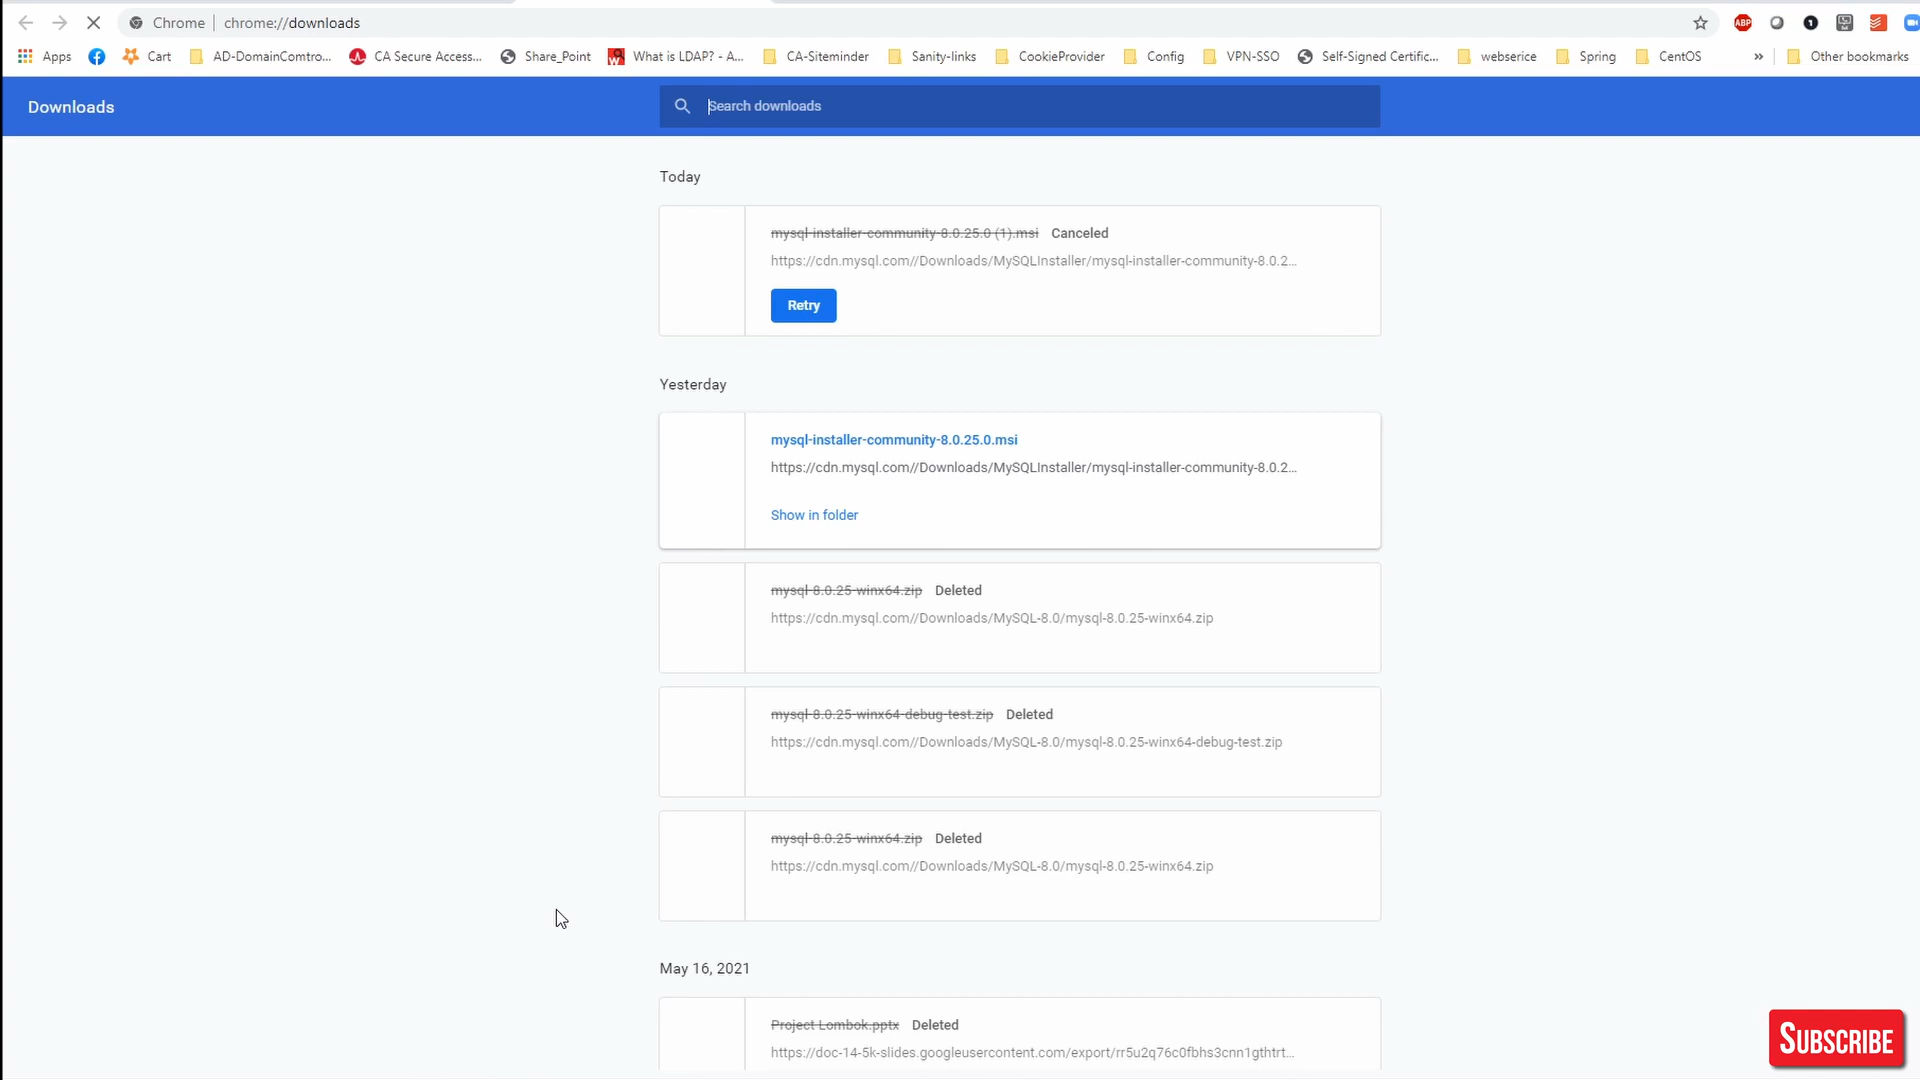 Chrome | chrome://downloads
ABP
Apps Cart AD-DomainComtro... CA Secure Access... Share_Point What is LDAP? - A... CA-Siteminder Sanity-links CookieProvider Config VPN-SSO Self-Signed Certific... webserice Spring CentOS » Other bookmarks
Downloads
Search downloads
Today
mysql-installer-community-8.0.25.0 (1).msi Canceled
https://cdn.mysql.com//Downloads/MySQLInstaller/mysql-installer-community-8.0.2...
Retry
Yesterday
mysql-installer-community-8.0.25.0.msi
https://cdn.mysql.com//Downloads/MySQLInstaller/mysql-installer-community-8.0.2...
Show in folder
mysql-8.0.25-winx64.zip Deleted
https://cdn.mysql.com//Downloads/MySQL-8.0/mysql-8.0.25-winx64.zip
mysql-8.0.25-winx64-debug-test.zip Deleted
https://cdn.mysql.com//Downloads/MySQL-8.0/mysql-8.0.25-winx64-debug-test.zip
mysql-8.0.25-winx64.zip Deleted
https://cdn.mysql.com//Downloads/MySQL-8.0/mysql-8.0.25-winx64.zip
May 16, 2021
Project Lombok.pptx Deleted
https://doc-14-5k-slides.googleusercontent.com/export/rr5u2q76c0fbhs3cnn1gthtrt...
SUBSCRIBE